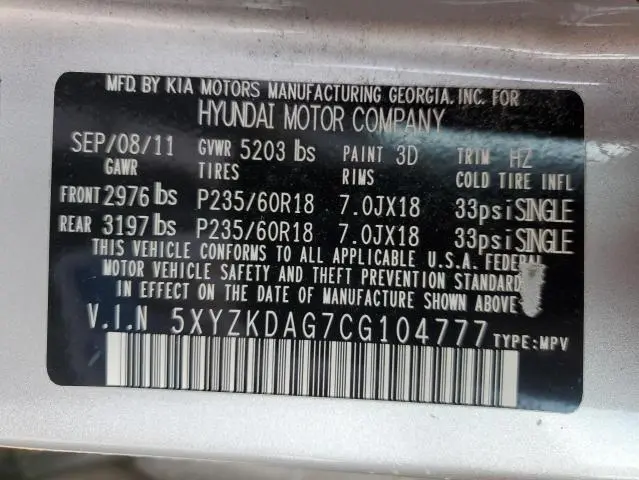 MFD. BY KIA MOTORS MANUFACTURING GEORGIA, INC. FOR
HYUNDAI MOTOR COMPANY
SEP/08/11 GVWR 5203 lbs PAINT 3D TRIM HZ
GAWR TIRES RIMS COLD TIRE INFL
FRONT 2976 lbs P235/60R18 7.0JX18 33psi SINGLE
REAR 3197 lbs P235/60R18 7.0JX18 33psi SINGLE
THIS VEHICLE CONFORMS TO ALL APPLICABLE U.S.A. FEDERAL
MOTOR VEHICLE SAFETY AND THEFT PREVENTION STANDARDS
IN EFFECT ON THE DATE OF MANUFACTURE SHOWN ABOVE
V.I.N 5XYZKDAG7CG104777 TYPE:MPV